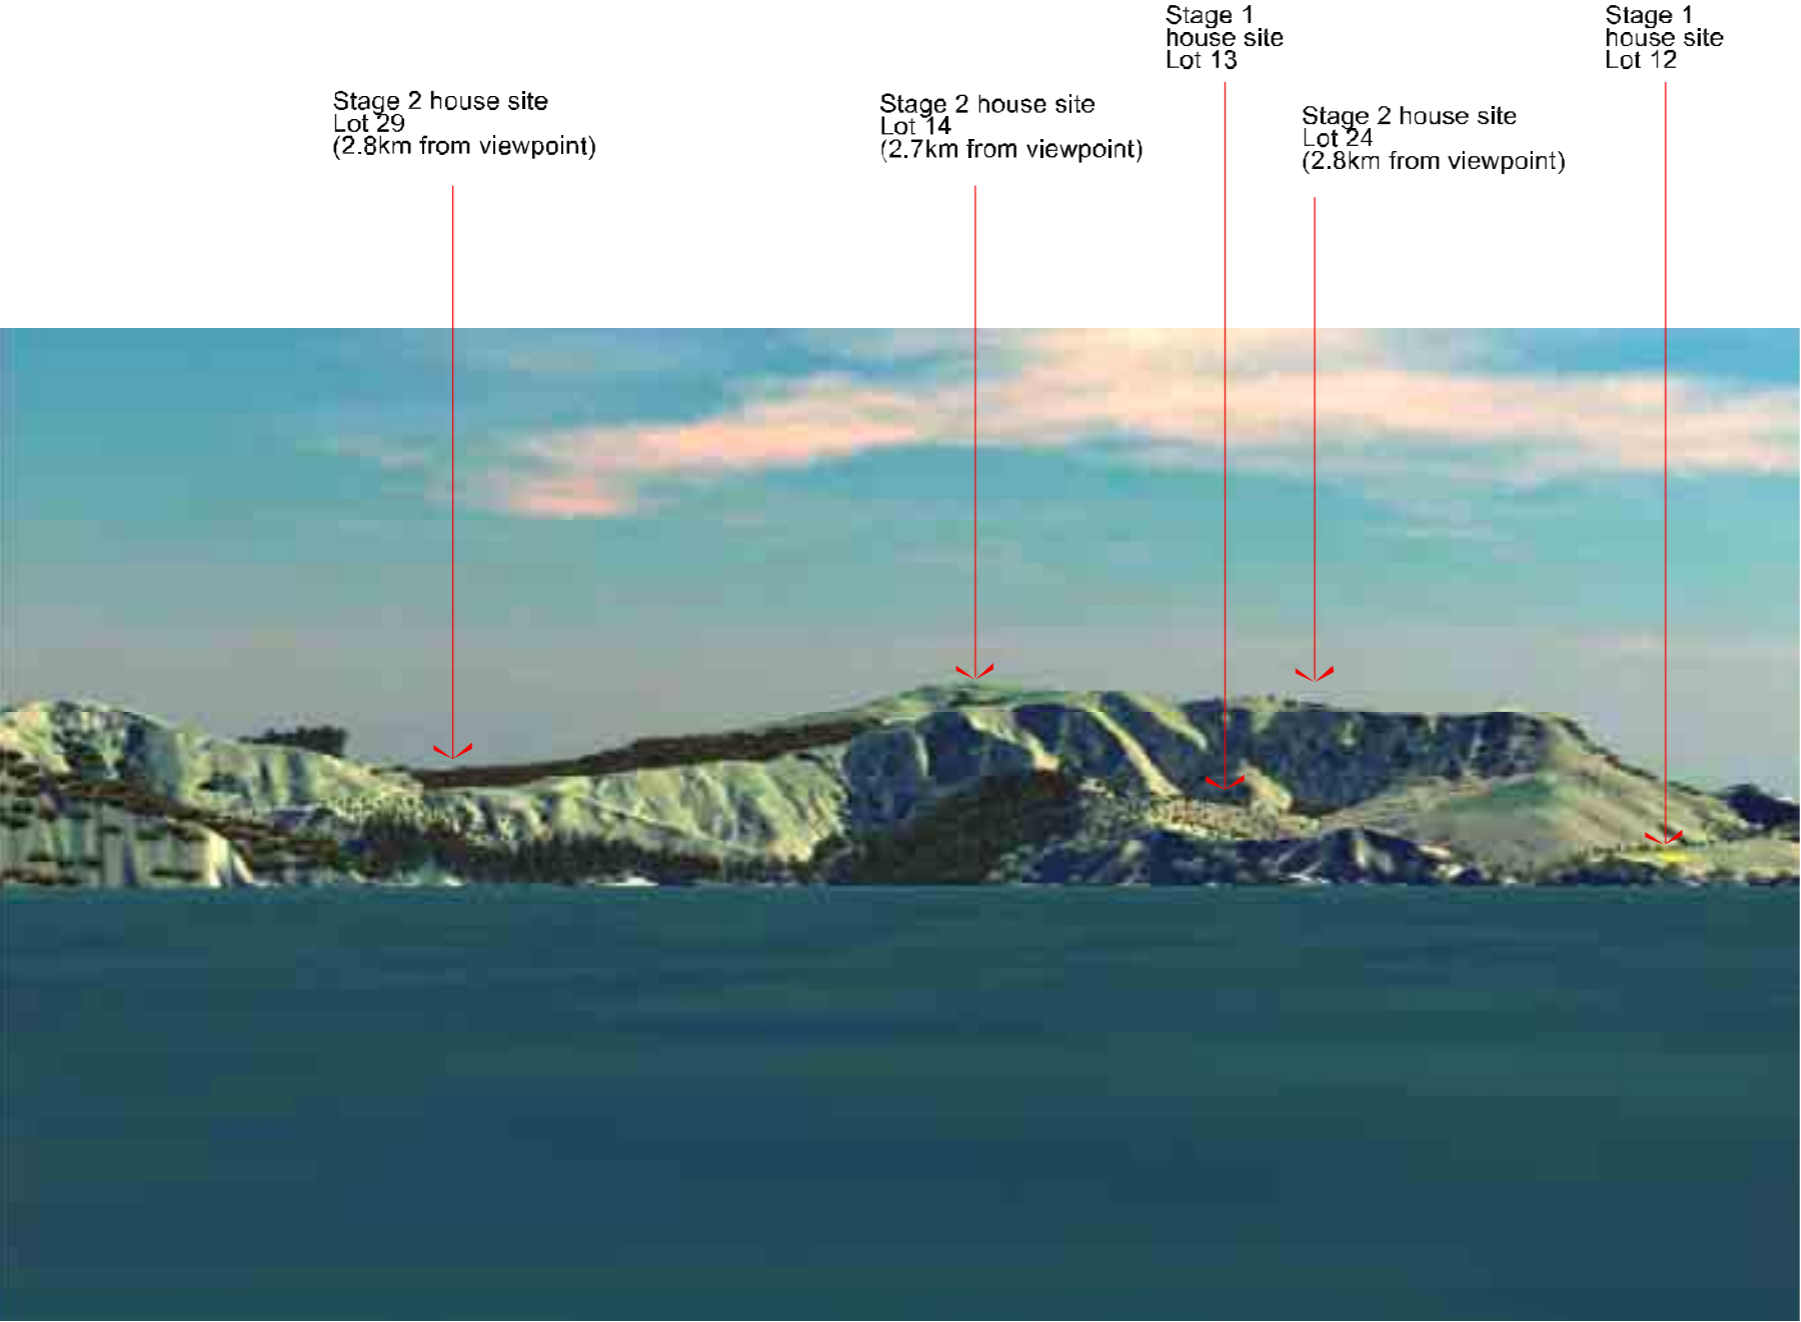 Stage 1
house site
Lot 13
Stage 1
house site
Lot 12
Stage 2 house site
Lot 29
(2.8km from viewpoint)
Stage 2 house site
Lot 14
(2.7km from viewpoint)
Stage 2 house site
Lot 24
(2.8km from viewpoint)